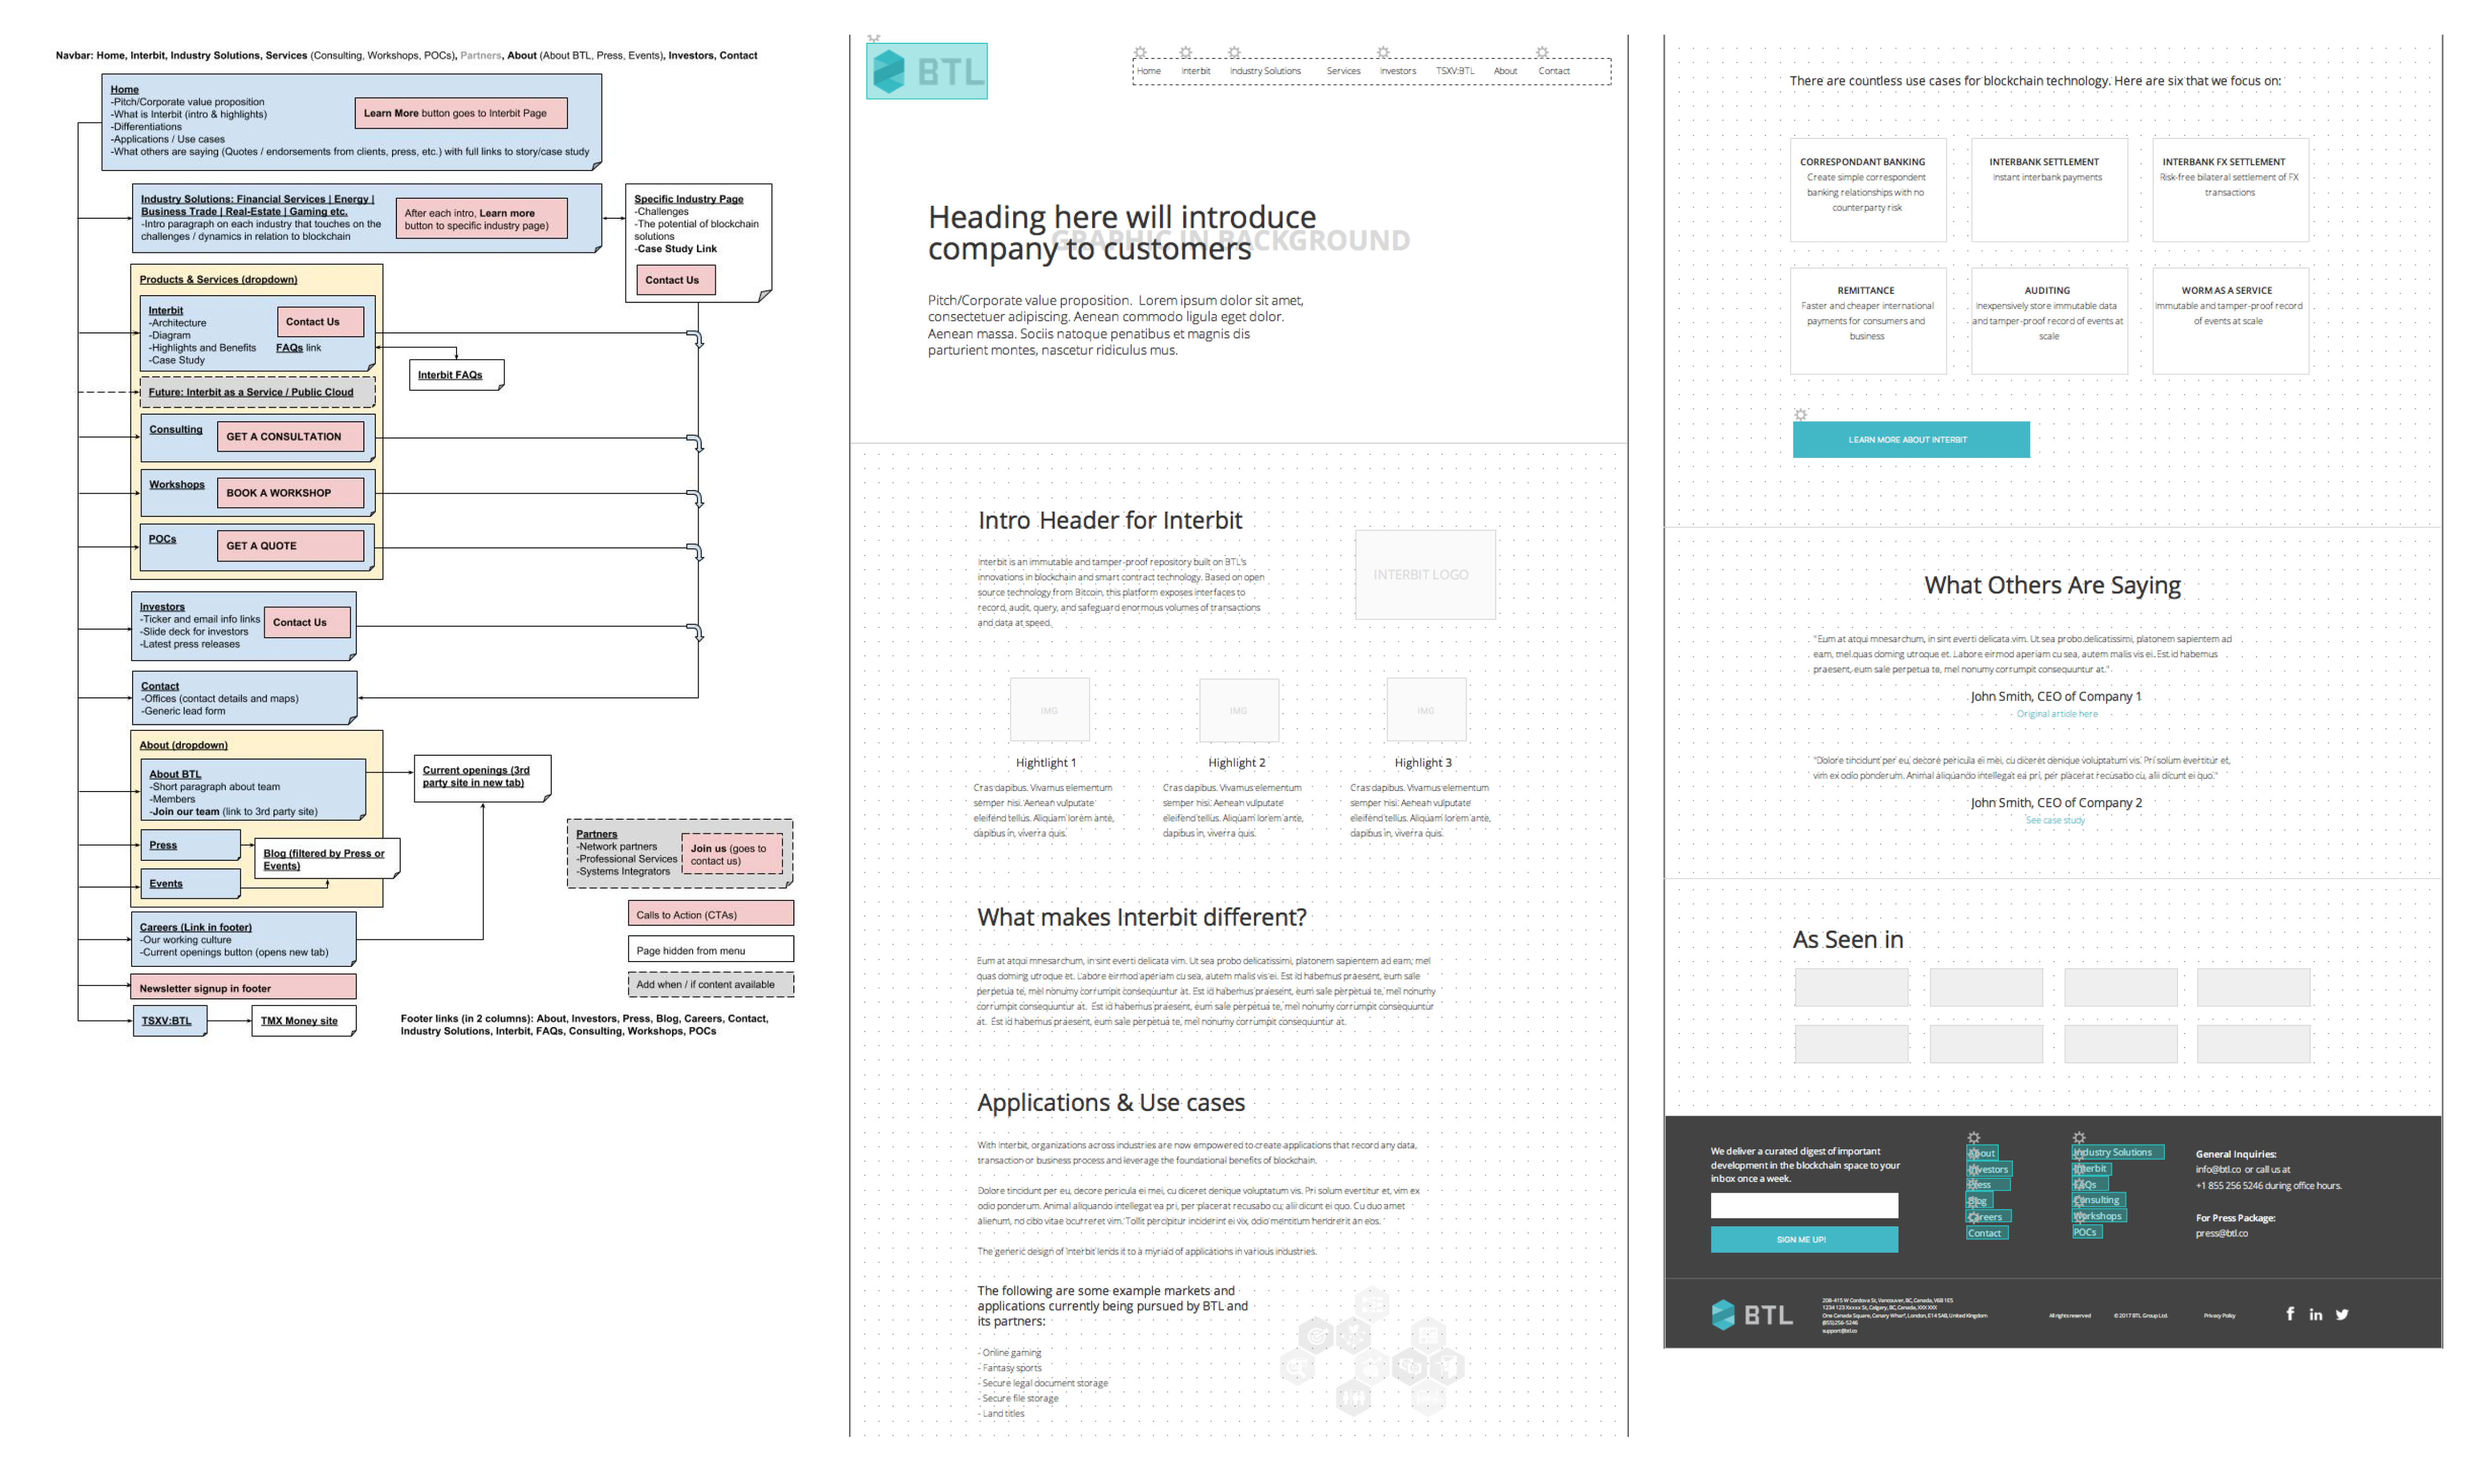 Navbar: Home, Interbit, Industry Solutions, Services (Consulting, Workshops, POCs), Partners, About (About BTL, Press, Events), Investors, Contact
Home
-Pitch/Corporate value proposition
-What is Interbit (intro & highlights)
-Differentiations
-Applications / Use cases
-What others are saying (Quotes / endorsements from clients, press, etc.) with full links to story/case study
Learn More button goes to Interbit Page
Industry Solutions: Financial Services | Energy |
Business Trade | Real-Estate | Gaming etc.
-Intro paragraph on each industry that touches on the
challenges / dynamics in relation to blockchain
After each intro, Learn more
button to specific industry page)
Specific Industry Page
-Challenges
-The potential of blockchain
solutions
-Case Study Link
Contact Us
Products & Services (dropdown)
Interbit
-Architecture
-Diagram
-Highlights and Benefits
-Case Study
Contact Us
FAQs link
Interbit FAQs
Future: Interbit as a Service / Public Cloud
Consulting
GET A CONSULTATION
Workshops
BOOK A WORKSHOP
POCs
GET A QUOTE
Investors
-Ticker and email info links
-Slide deck for investors
-Latest press releases
Contact Us
Contact
-Offices (contact details and maps)
-Generic lead form
About (dropdown)
About BTL
-Short paragraph about team
-Members
-Join our team (link to 3rd party site)
Current openings (3rd
party site in new tab)
Press
Blog (filtered by Press or
Events)
Events
Partners
-Network partners
-Professional Services
-Systems Integrators
Join us (goes to
contact us)
Calls to Action (CTAs)
Page hidden from menu
Add when / if content available
Careers (Link in footer)
-Our working culture
-Current openings button (opens new tab)
Newsletter signup in footer
TSXV:BTL
TMX Money site
Footer links (in 2 columns): About, Investors, Press, Blog, Careers, Contact,
Industry Solutions, Interbit, FAQs, Consulting, Workshops, POCs
BTL
Home Interbit Industry Solutions Services Investors TSXV:BTL About Contact
GRAPHIC IN BACKGROUND
Heading here will introduce
company to customers
Pitch/Corporate value proposition. Lorem ipsum dolor sit amet,
consectetuer adipiscing. Aenean commodo ligula eget dolor.
Aenean massa. Sociis natoque penatibus et magnis dis
parturient montes, nascetur ridiculus mus.
Intro Header for Interbit
Interbit is an immutable and tamper-proof repository built on BTL's
innovations in blockchain and smart contract technology. Based on open
source technology from Bitcoin, this platform exposes interfaces to
record, audit, query, and safeguard enormous volumes of transactions
and data at speed.
INTERBIT LOGO
IMG IMG IMG
Hightlight 1
Cras dapibus. Vivamus elementum
semper nisi. Aenean vulputate
eleifend tellus. Aliquam lorem ante,
dapibus in, viverra quis.
Highlight 2
Cras dapibus. Vivamus elementum
semper nisi. Aenean vulputate
eleifend tellus. Aliquam lorem ante,
dapibus in, viverra quis.
Highlight 3
Cras dapibus. Vivamus elementum
semper nisi. Aenean vulputate
eleifend tellus. Aliquam lorem ante,
dapibus in, viverra quis.
What makes Interbit different?
Eum at atqui mnesarchum, in sint everti delicata vim. Ut sea probo delicatissimi, platonem sapientem ad eam, mel
quas doming utroque et. Labore eirmod aperiam cu sea, autem malis vis ei. Est id habemus praesent, eum sale
perpetua te, mel nonumy corrumpit consequuntur at. Est id habemus praesent, eum sale perpetua te, mel nonumy
corrumpit consequuntur at. Est id habemus praesent, eum sale perpetua te, mel nonumy corrumpit consequuntur
at. Est id habemus praesent, eum sale perpetua te, mel nonumy corrumpit consequuntur at.
Applications & Use cases
With Interbit, organizations across industries are now empowered to create applications that record any data,
transaction or business process and leverage the foundational benefits of blockchain.
Dolore tincidunt per eu, decore pericula ei mei, cu diceret denique voluptatum vis. Pri solum evertitur et, vim ex
odio ponderum. Animal aliquando intellegat ea pri, per placerat recusabo cu, alii dicunt ei quo. Cu duo amet
alienum, no cibo vitae ocurreret vim. Tollit percipitur inciderint ei vix, odio mentitum hendrerit an eos.
The generic design of Interbit lends it to a myriad of applications in various industries.
The following are some example markets and
applications currently being pursued by BTL and
its partners:
- Online gaming
- Fantasy sports
- Secure legal document storage
- Secure file storage
- Land titles
There are countless use cases for blockchain technology. Here are six that we focus on:
CORRESPONDANT BANKING
Create simple correspondent
banking relationships with no
counterparty risk
INTERBANK SETTLEMENT
Instant interbank payments
INTERBANK FX SETTLEMENT
Risk-free bilateral settlement of FX
transactions
REMITTANCE
Faster and cheaper international
payments for consumers and
business
AUDITING
Inexpensively store immutable data
and tamper-proof record of events at
scale
WORM AS A SERVICE
Immutable and tamper-proof record
of events at scale
LEARN MORE ABOUT INTERBIT
What Others Are Saying
"Eum at atqui mnesarchum, in sint everti delicata vim. Ut sea probo delicatissimi, platonem sapientem ad
eam, mel quas doming utroque et. Labore eirmod aperiam cu sea, autem malis vis ei. Est id habemus
praesent, eum sale perpetua te, mel nonumy corrumpit consequuntur at."
John Smith, CEO of Company 1
Original article here
"Dolore tincidunt per eu, decore pericula ei mei, cu diceret denique voluptatum vis. Pri solum evertitur et,
vim ex odio ponderum. Animal aliquando intellegat ea pri, per placerat recusabo cu, alii dicunt ei quo."
John Smith, CEO of Company 2
See case study
As Seen in
We deliver a curated digest of important
development in the blockchain space to your
inbox once a week.
SIGN ME UP!
About
Investors
Press
Blog
Careers
Contact
Industry Solutions
Interbit
FAQs
Consulting
Workshops
POCs
General Inquiries:
info@btl.co or call us at
+1 855 256 5246 during office hours.
For Press Package:
press@btl.co
BTL
208-415 W Cordova St, Vancouver, BC, Canada, V6B 1E5
1234 123 Xxxxx St, Calgary, BC, Canada, XXX XXX
One Canada Square, Canary Wharf, London, E14 5AB, United Kingdom
(855)256-5246
support@btl.co
All rights reserved © 2017 BTL Group Ltd. Privacy Policy